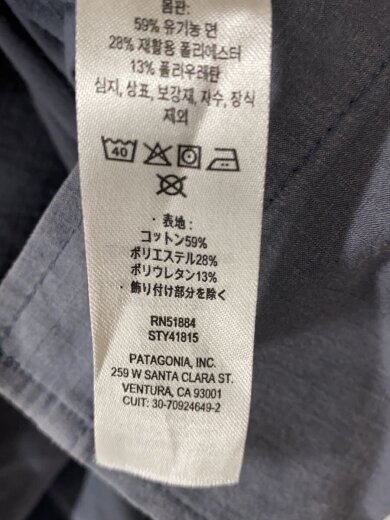 몸판:
59% 유기농 면
28% 재활용 폴리에스터
13% 폴리우레탄
심지, 상표, 보강재, 자수, 장식
제외
40
・表地：
コットン59%
ポリエステル28%
ポリウレタン13%
・飾り付け部分を除く
RN51884
STY41815
PATAGONIA, INC.
259 W SANTA CLARA ST.
VENTURA, CA 93001
CUIT: 30-70924649-2